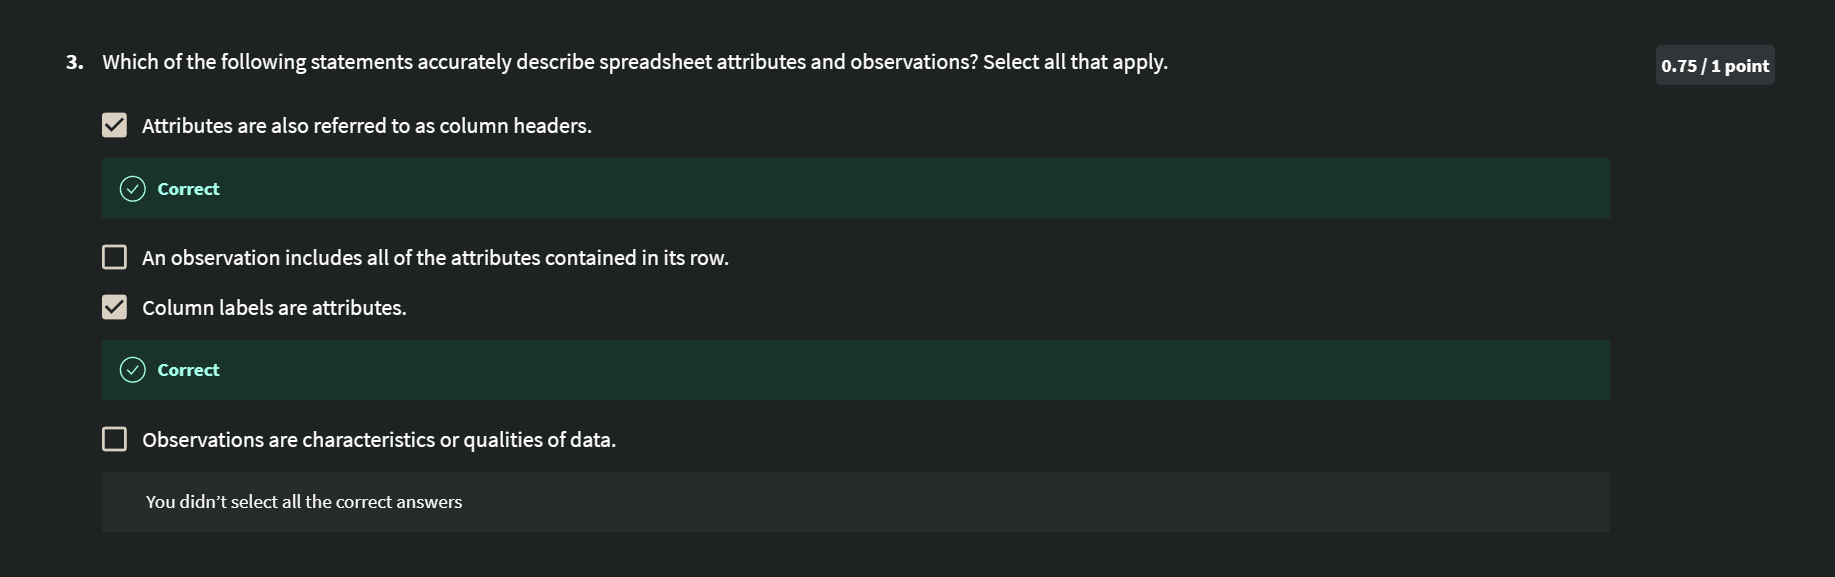 3. Which of the following statements accurately describe spreadsheet attributes and observations? Select all that apply.
0.75 / 1 point
Attributes are also referred to as column headers.
Correct
An observation includes all of the attributes contained in its row.
Column labels are attributes.
Correct
Observations are characteristics or qualities of data.
You didn’t select all the correct answers